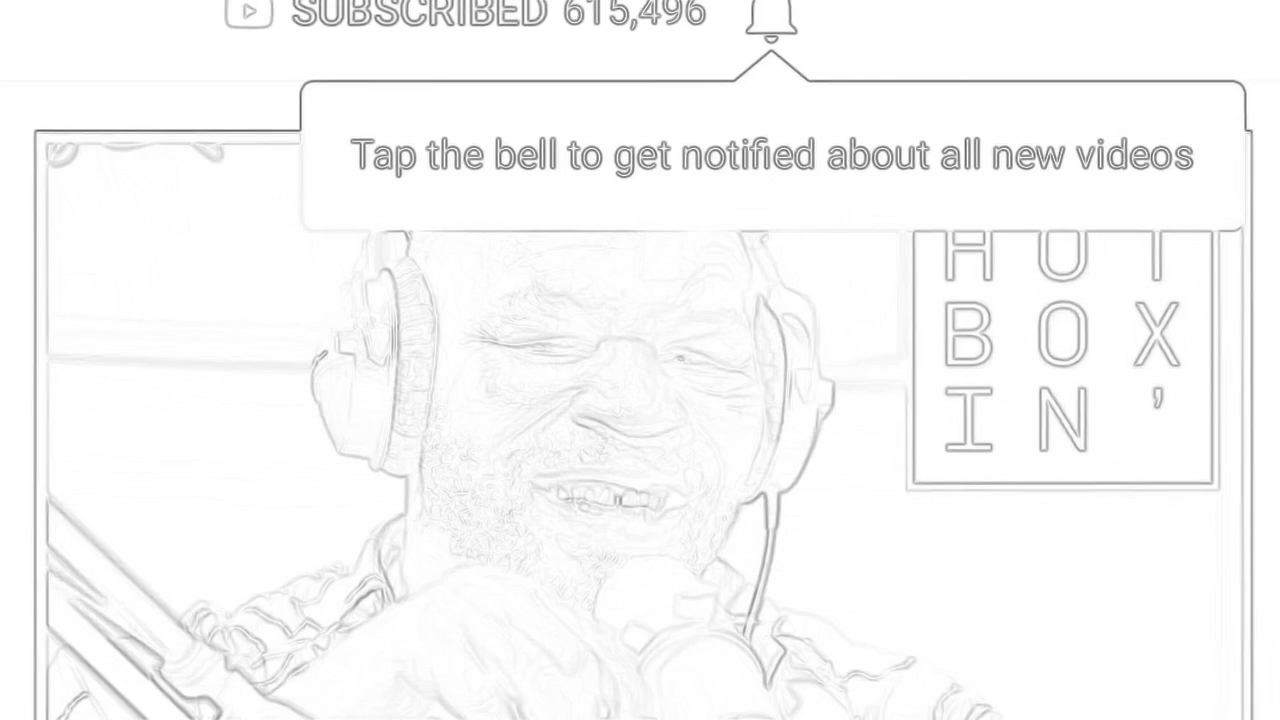 SUBSCRIBED 615,496
Tap the bell to get notified about all new videos
HOT
BOX
IN'